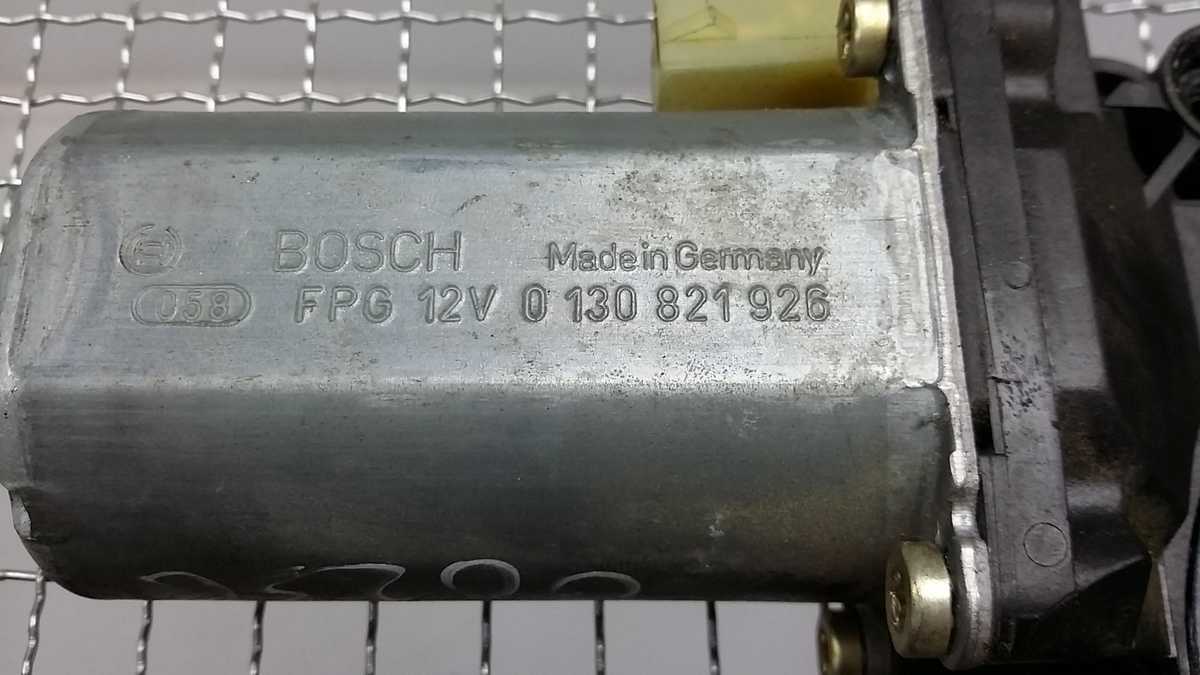 BOSCH Made in Germany
058 FPG 12V 0 130 821 926